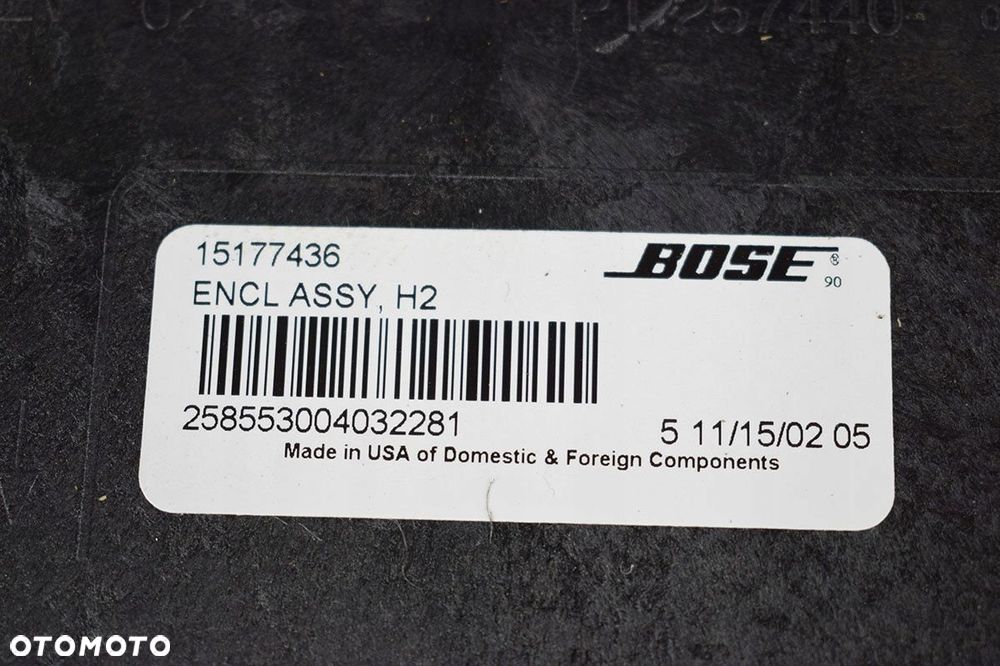 15257440
15177436
BOSE®
90
ENCL ASSY, H2
258553004032281
5 11/15/02 05
Made in USA of Domestic & Foreign Components
OTOMOTO